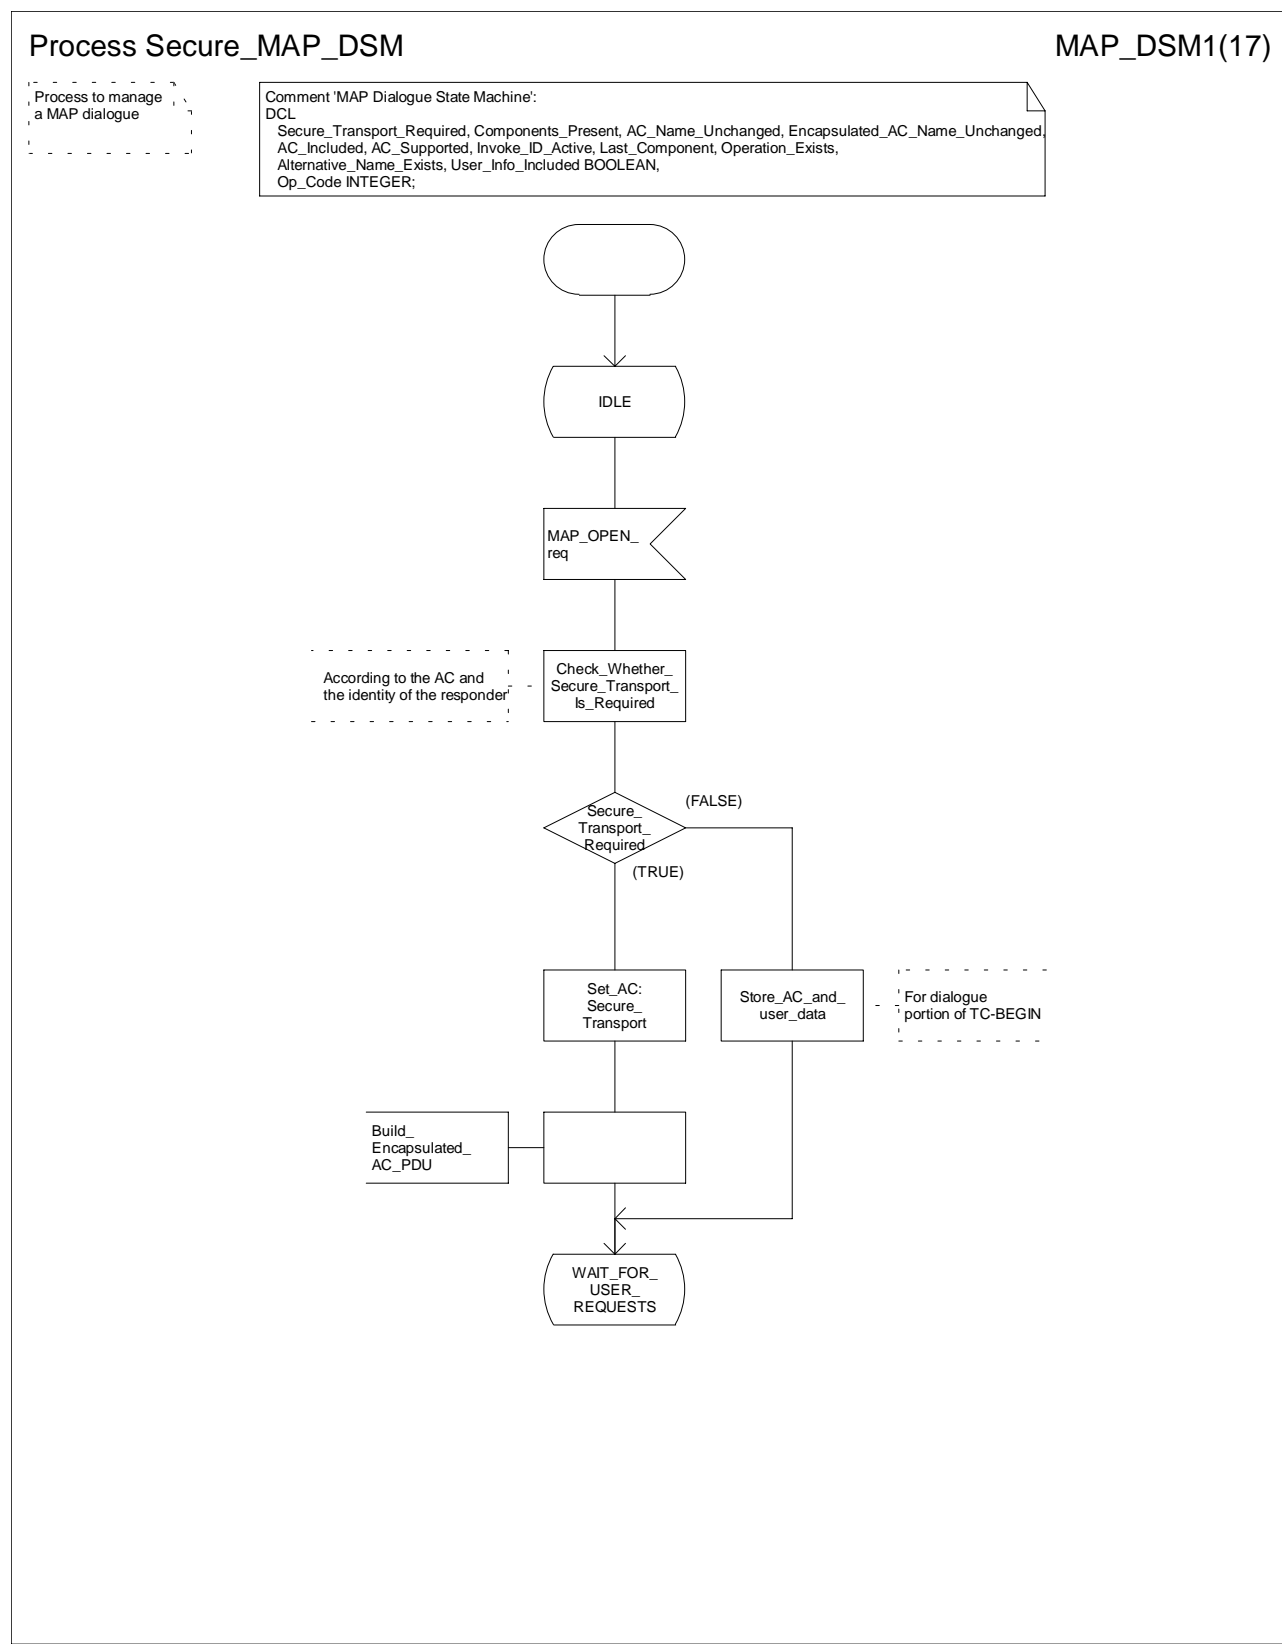 Process Secure_MAP_DSM
MAP_DSM1(17)
Process to manage
a MAP dialogue
Comment 'MAP Dialogue State Machine':
DCL
Secure_Transport_Required, Components_Present, AC_Name_Unchanged, Encapsulated_AC_Name_Unchanged,
AC_Included, AC_Supported, Invoke_ID_Active, Last_Component, Operation_Exists,
Alternative_Name_Exists, User_Info_Included BOOLEAN,
Op_Code INTEGER;
IDLE
MAP_OPEN_
req
According to the AC and
the identity of the responder
Check_Whether_
Secure_Transport_
Is_Required
Secure_
Transport_
Required
(FALSE)
(TRUE)
Set_AC:
Secure_
Transport
Store_AC_and_
user_data
For dialogue
portion of TC-BEGIN
Build_
Encapsulated_
AC_PDU
WAIT_FOR_
USER_
REQUESTS